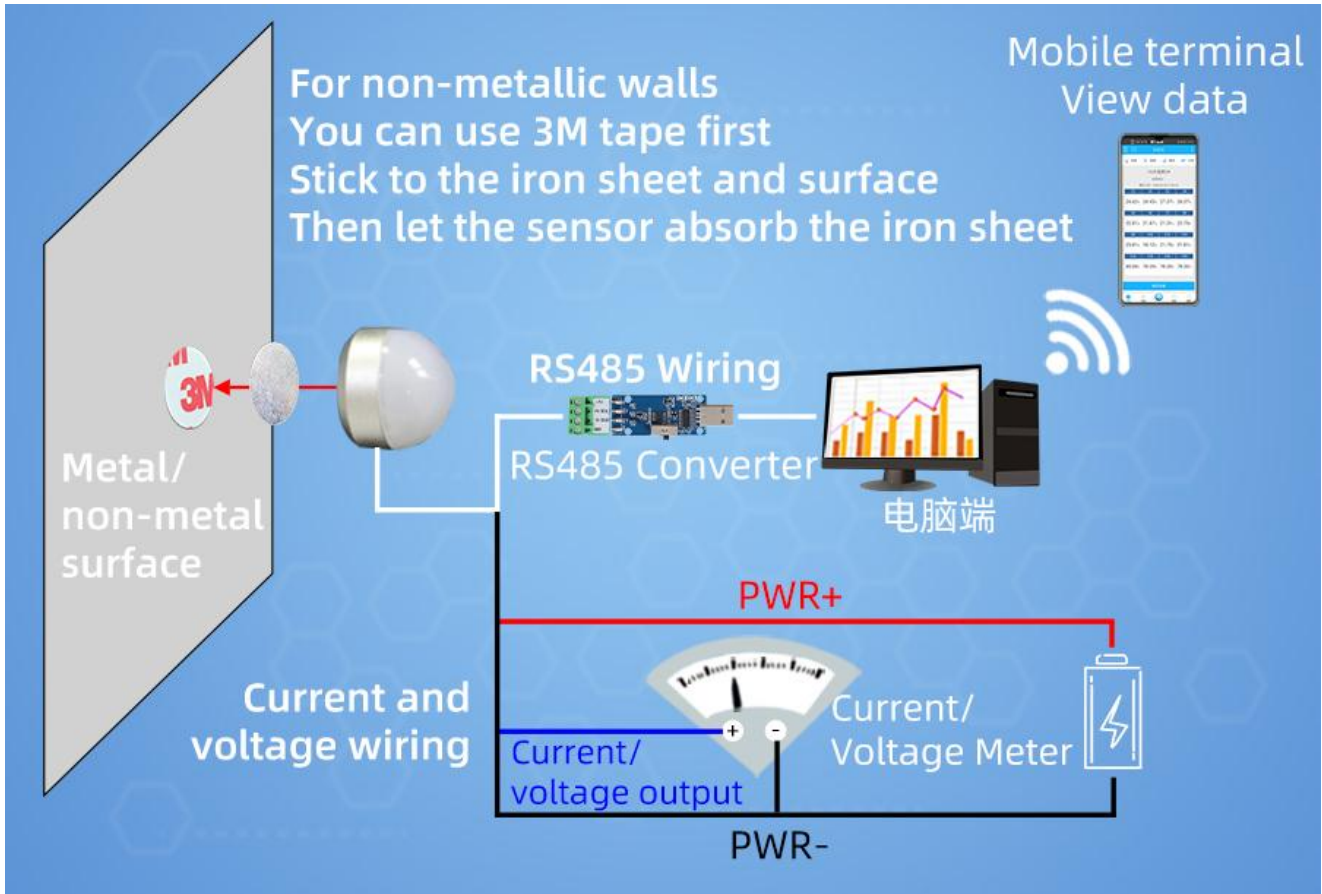 For non-metallic walls
You can use 3M tape first
Stick to the iron sheet and surface
Then let the sensor absorb the iron sheet
Mobile terminal
View data
3M
Metal/
non-metal
surface
RS485 Wiring
RS485 Converter
电脑端
PWR+
Current and
voltage wiring
Current/
voltage output
+
-
Current/
Voltage Meter
PWR-